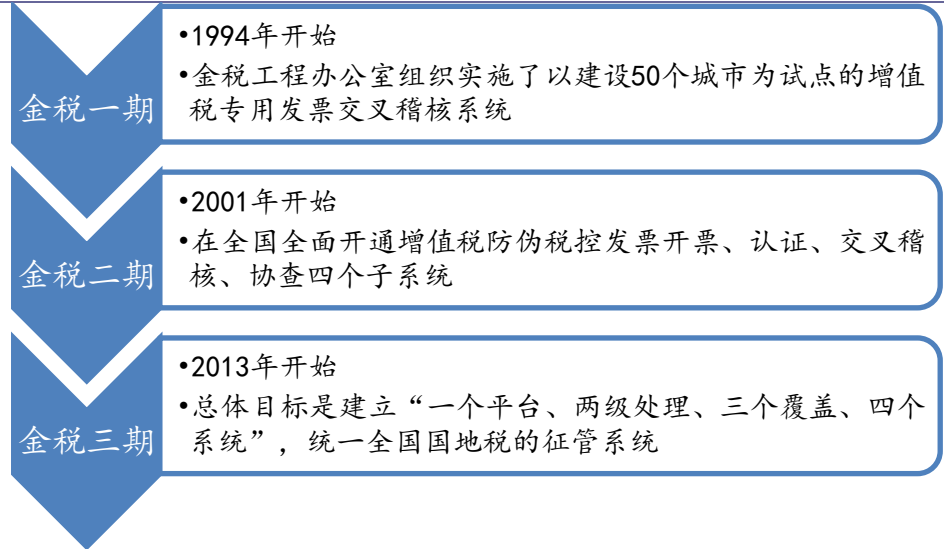 金税一期
•1994年开始
•金税工程办公室组织实施了以建设50个城市为试点的增值
税专用发票交叉稽核系统
金税二期
•2001年开始
•在全国全面开通增值税防伪税控发票开票、认证、交叉稽
核、协查四个子系统
金税三期
•2013年开始
•总体目标是建立“一个平台、两级处理、三个覆盖、四个
系统”，统一全国国地税的征管系统